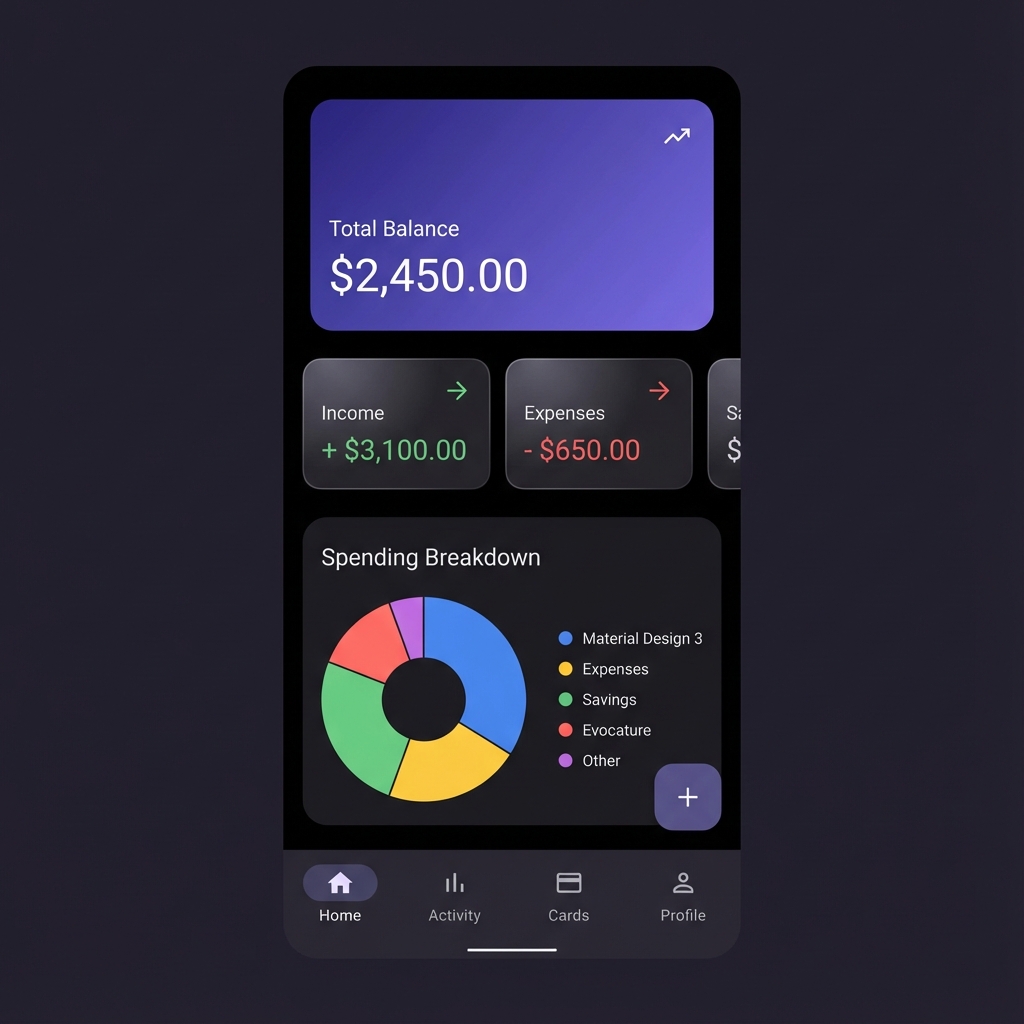 Total Balance
$2,450.00
Income
+ $3,100.00
Expenses
- $650.00
Spending Breakdown
Material Design 3
Expenses
Savings
Evocature
Other
Home
Activity
Cards
Profile